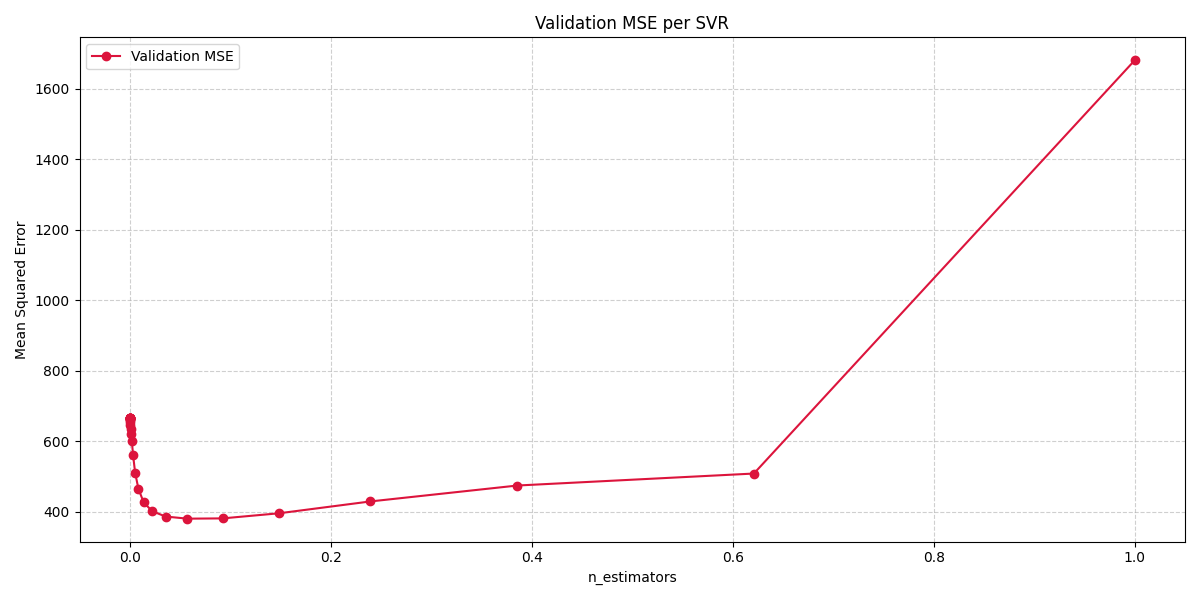 Validation MSE per SVR
Validation MSE
Mean Squared Error
1600
1400
1200
1000
800
600
400
0.0 0.2 0.4 0.6 0.8 1.0
n_estimators